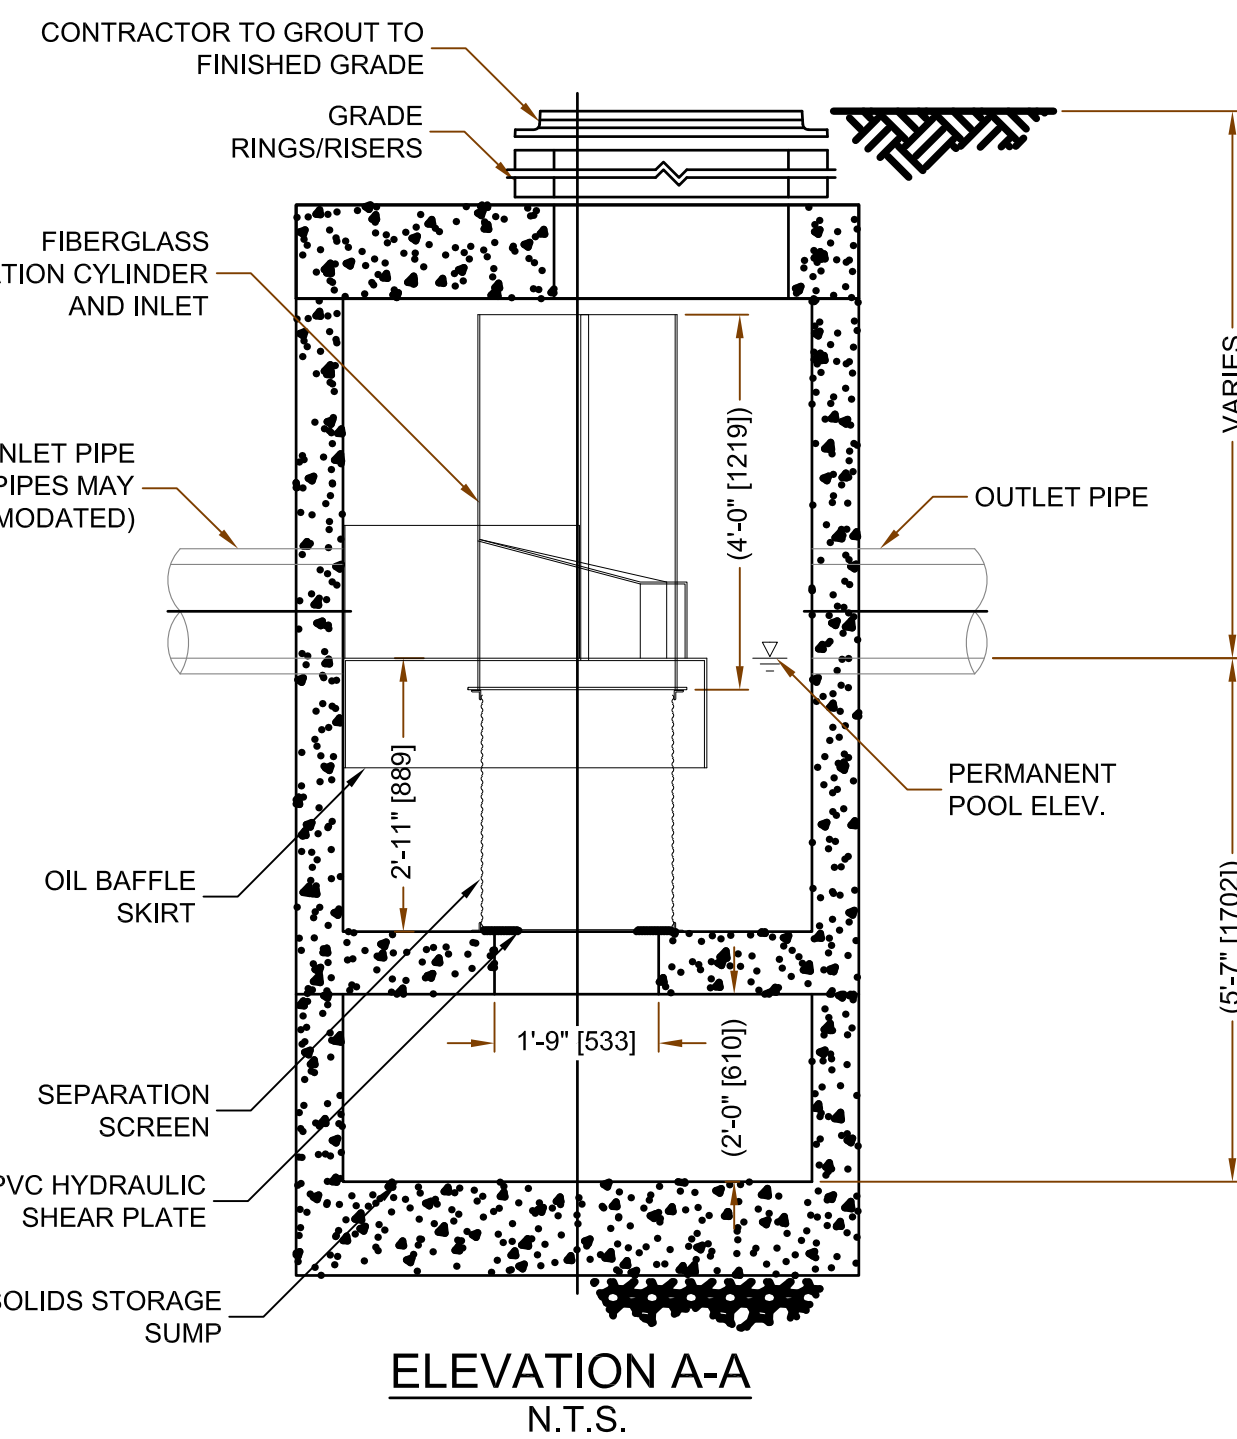 CONTRACTOR TO GROUT TO
FINISHED GRADE
GRADE
RINGS/RISERS
FIBERGLASS
ATION CYLINDER
AND INLET
NLET PIPE
PIPES MAY
MODATED)
OUTLET PIPE
VARIES
(4'-0" [1219])
2'-11" [889]
PERMANENT
POOL ELEV.
OIL BAFFLE
SKIRT
(5'-7" [1702])
1'-9" [533]
(2'-0" [610])
SEPARATION
SCREEN
PVC HYDRAULIC
SHEAR PLATE
SOLIDS STORAGE
SUMP
ELEVATION A-A
N.T.S.